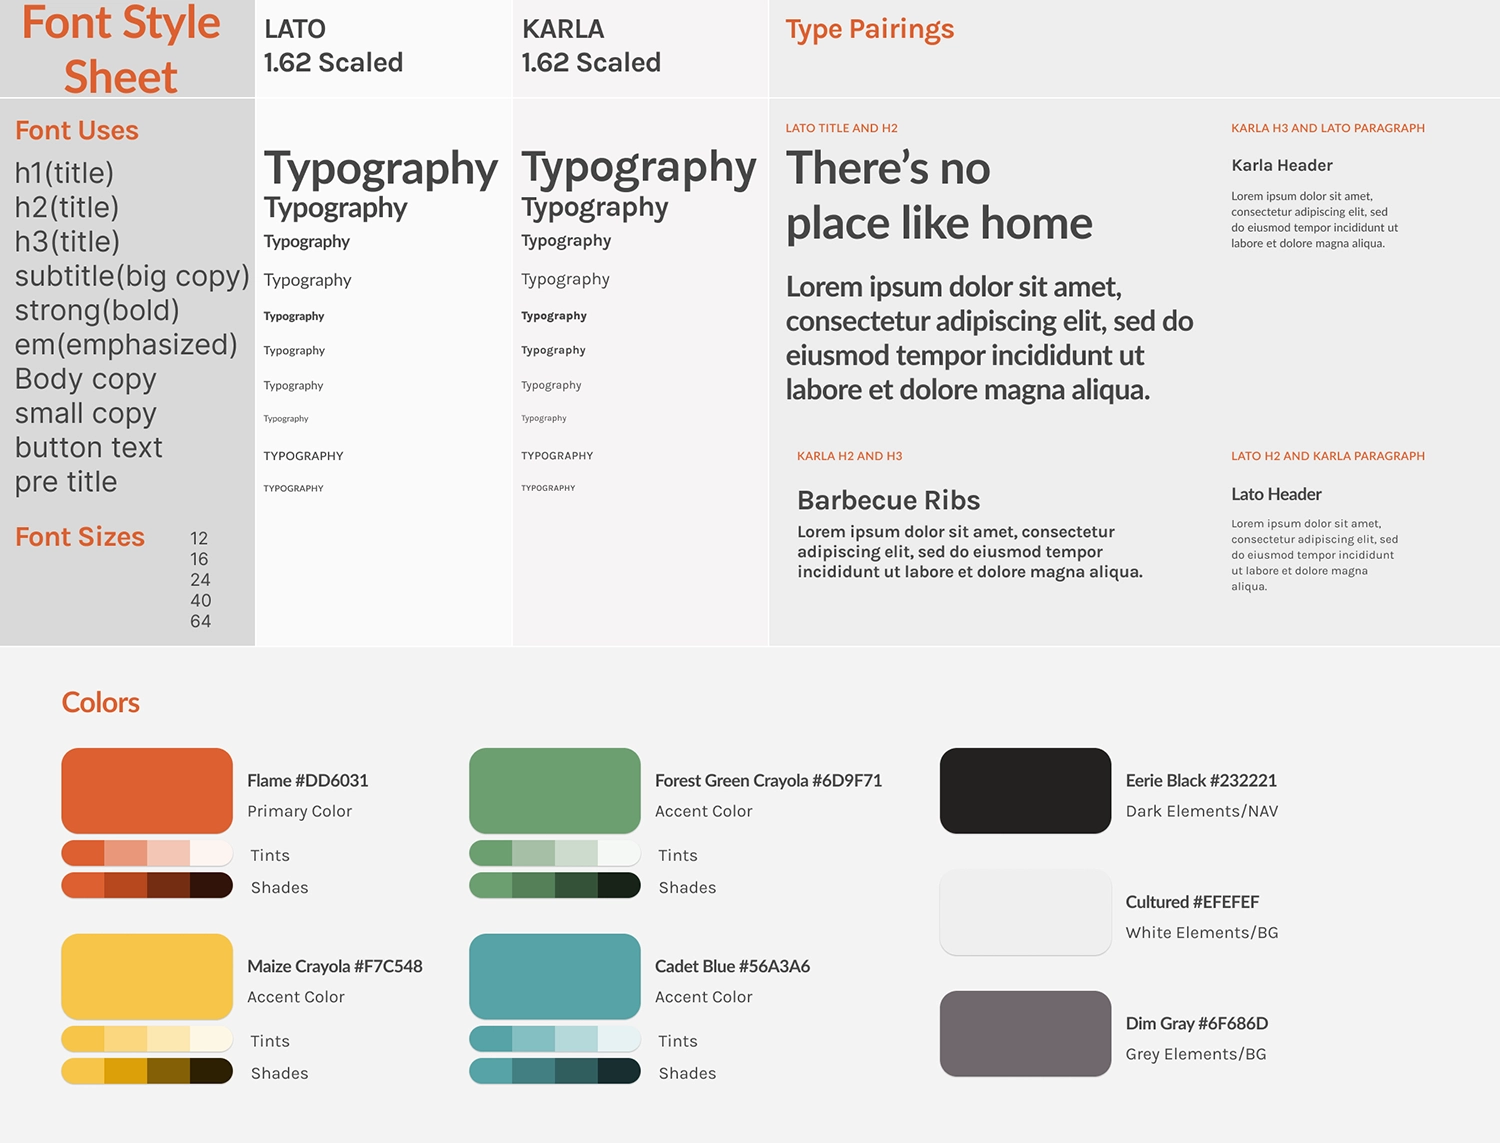 Font Style
Sheet
LATO
1.62 Scaled
KARLA
1.62 Scaled
Type Pairings
Font Uses
h1(title)
h2(title)
h3(title)
subtitle(big copy)
strong(bold)
em(emphasized)
Body copy
small copy
button text
pre title
Font Sizes
12
16
24
40
64
Typography
Typography
Typography
Typography
Typography
Typography
Typography
Typography
TYPOGRAPHY
TYPOGRAPHY
Typography
Typography
Typography
Typography
Typography
Typography
Typography
Typography
TYPOGRAPHY
TYPOGRAPHY
LATO TITLE AND H2
There’s no
place like home
Lorem ipsum dolor sit amet,
consectetur adipiscing elit, sed do
eiusmod tempor incididunt ut
labore et dolore magna aliqua.
KARLA H3 AND LATO PARAGRAPH
Karla Header
Lorem ipsum dolor sit amet,
consectetur adipiscing elit, sed
do eiusmod tempor incididunt ut
labore et dolore magna aliqua.
KARLA H2 AND H3
Barbecue Ribs
Lorem ipsum dolor sit amet, consectetur
adipiscing elit, sed do eiusmod tempor
incididunt ut labore et dolore magna aliqua.
LATO H2 AND KARLA PARAGRAPH
Lato Header
Lorem ipsum dolor sit amet,
consectetur adipiscing elit, sed
do eiusmod tempor incididunt
ut labore et dolore magna
aliqua.
Colors
Flame #DD6031
Primary Color
Tints
Shades
Forest Green Crayola #6D9F71
Accent Color
Tints
Shades
Eerie Black #232221
Dark Elements/NAV
Cultured #EFEFEF
White Elements/BG
Maize Crayola #F7C548
Accent Color
Tints
Shades
Cadet Blue #56A3A6
Accent Color
Tints
Shades
Dim Gray #6F686D
Grey Elements/BG